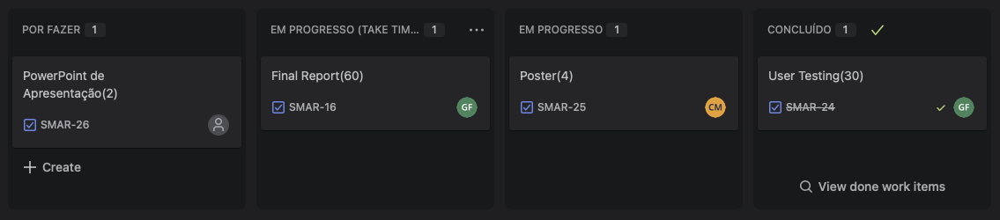 POR FAZER 1
PowerPoint de
Apresentação(2)
SMAR-26
Create
EM PROGRESSO (TAKE TIM... 1
Final Report(60)
SMAR-16 GF
EM PROGRESSO 1
Poster(4)
SMAR-25 CM
CONCLUÍDO 1
User Testing(30)
SMAR-24 GF
View done work items